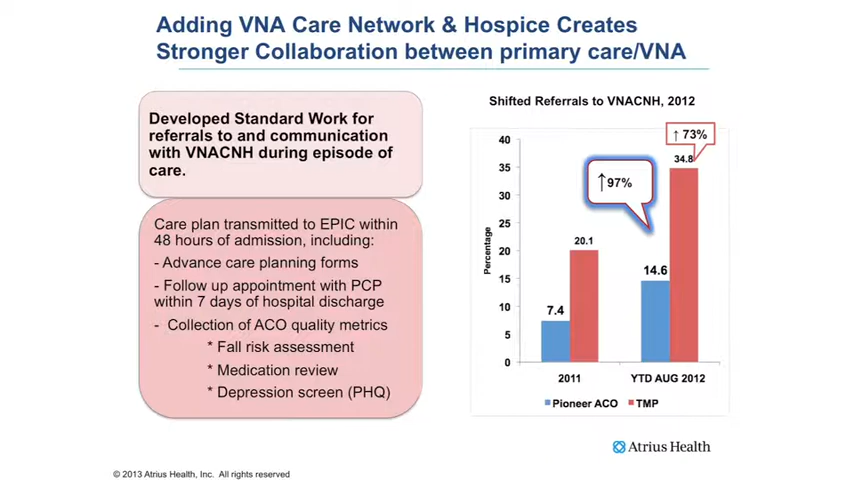 Adding VNA Care Network & Hospice Creates
Stronger Collaboration between primary care/VNA
Developed Standard Work for
referrals to and communication
with VNACNH during episode of
care.
Care plan transmitted to EPIC within
48 hours of admission, including:
- Advance care planning forms
- Follow up appointment with PCP
within 7 days of hospital discharge
- Collection of ACO quality metrics
* Fall risk assessment
* Medication review
* Depression screen (PHQ)
Shifted Referrals to VNACNH, 2012
↑ 73%
↑97%
Percentage
40
35
30
25
20
15
10
5
0
7.4
20.1
14.6
34.8
2011
YTD AUG 2012
Pioneer ACO
TMP
Atrius Health
© 2013 Atrius Health, Inc. All rights reserved